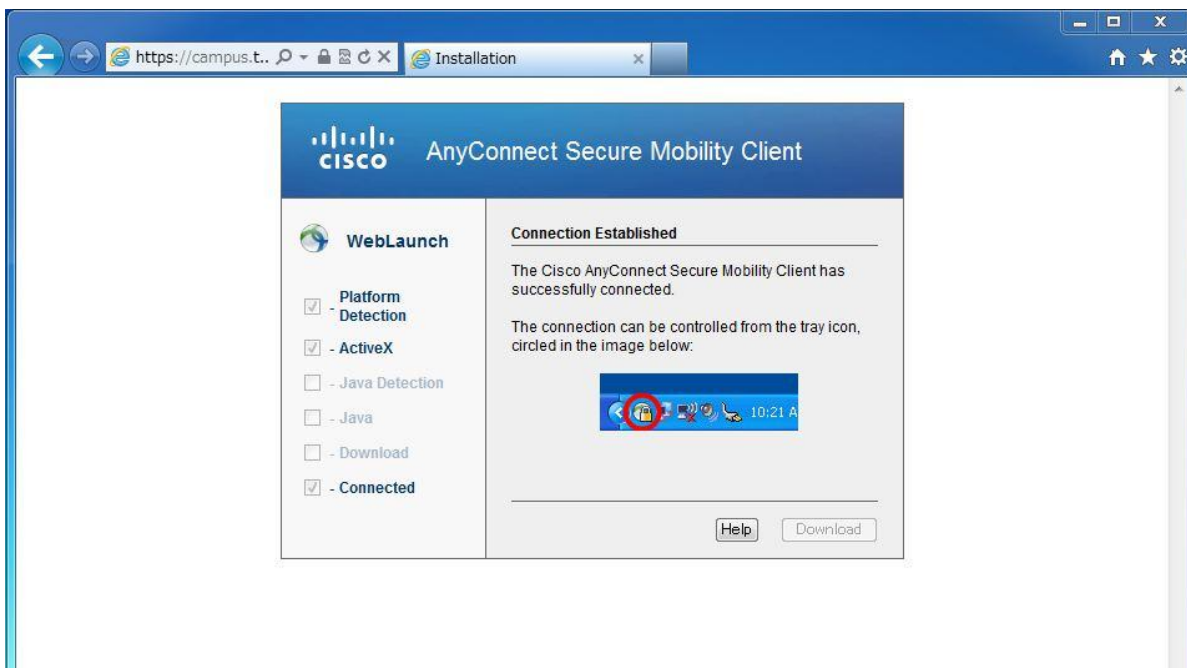 https://campus.t..
Installation
CISCO
AnyConnect Secure Mobility Client
WebLaunch
Platform
Detection
- ActiveX
- Java Detection
- Java
- Download
- Connected
Connection Established
The Cisco AnyConnect Secure Mobility Client has
successfully connected.
The connection can be controlled from the tray icon,
circled in the image below:
10:21 A
Help
Download